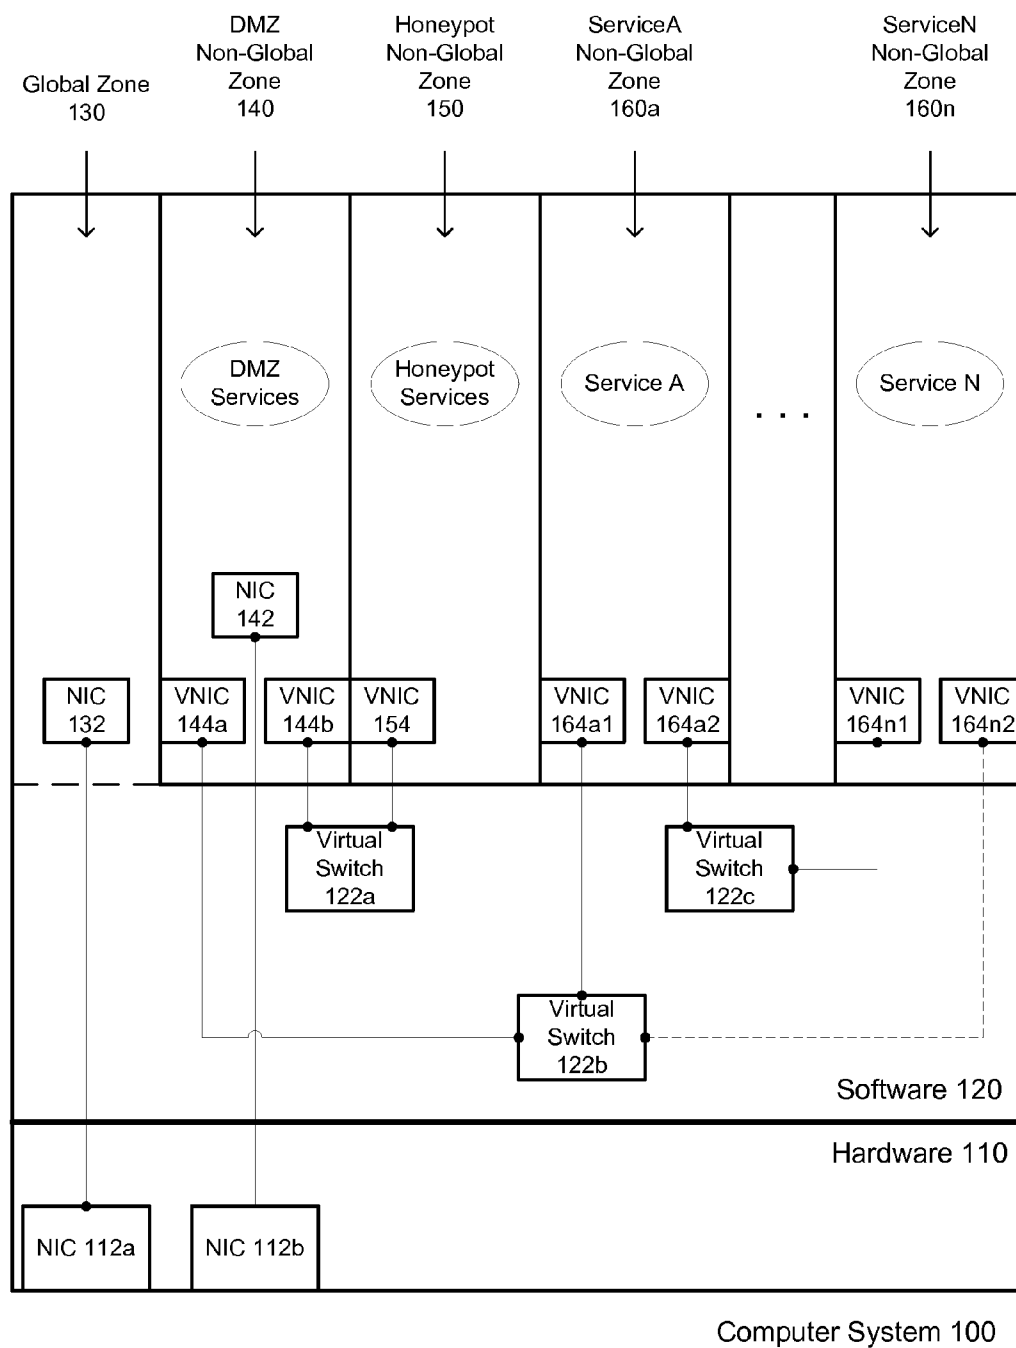 Global Zone
130
DMZ
Non-Global
Zone
140
Honeypot
Non-Global
Zone
150
ServiceA
Non-Global
Zone
160a
ServiceN
Non-Global
Zone
160n
DMZ
Services
Honeypot
Services
Service A
. . .
Service N
NIC
142
NIC
132
VNIC
144a
VNIC
144b
VNIC
154
VNIC
164a1
VNIC
164a2
VNIC
164n1
VNIC
164n2
Virtual
Switch
122a
Virtual
Switch
122c
Virtual
Switch
122b
Software 120
Hardware 110
NIC 112a
NIC 112b
Computer System 100